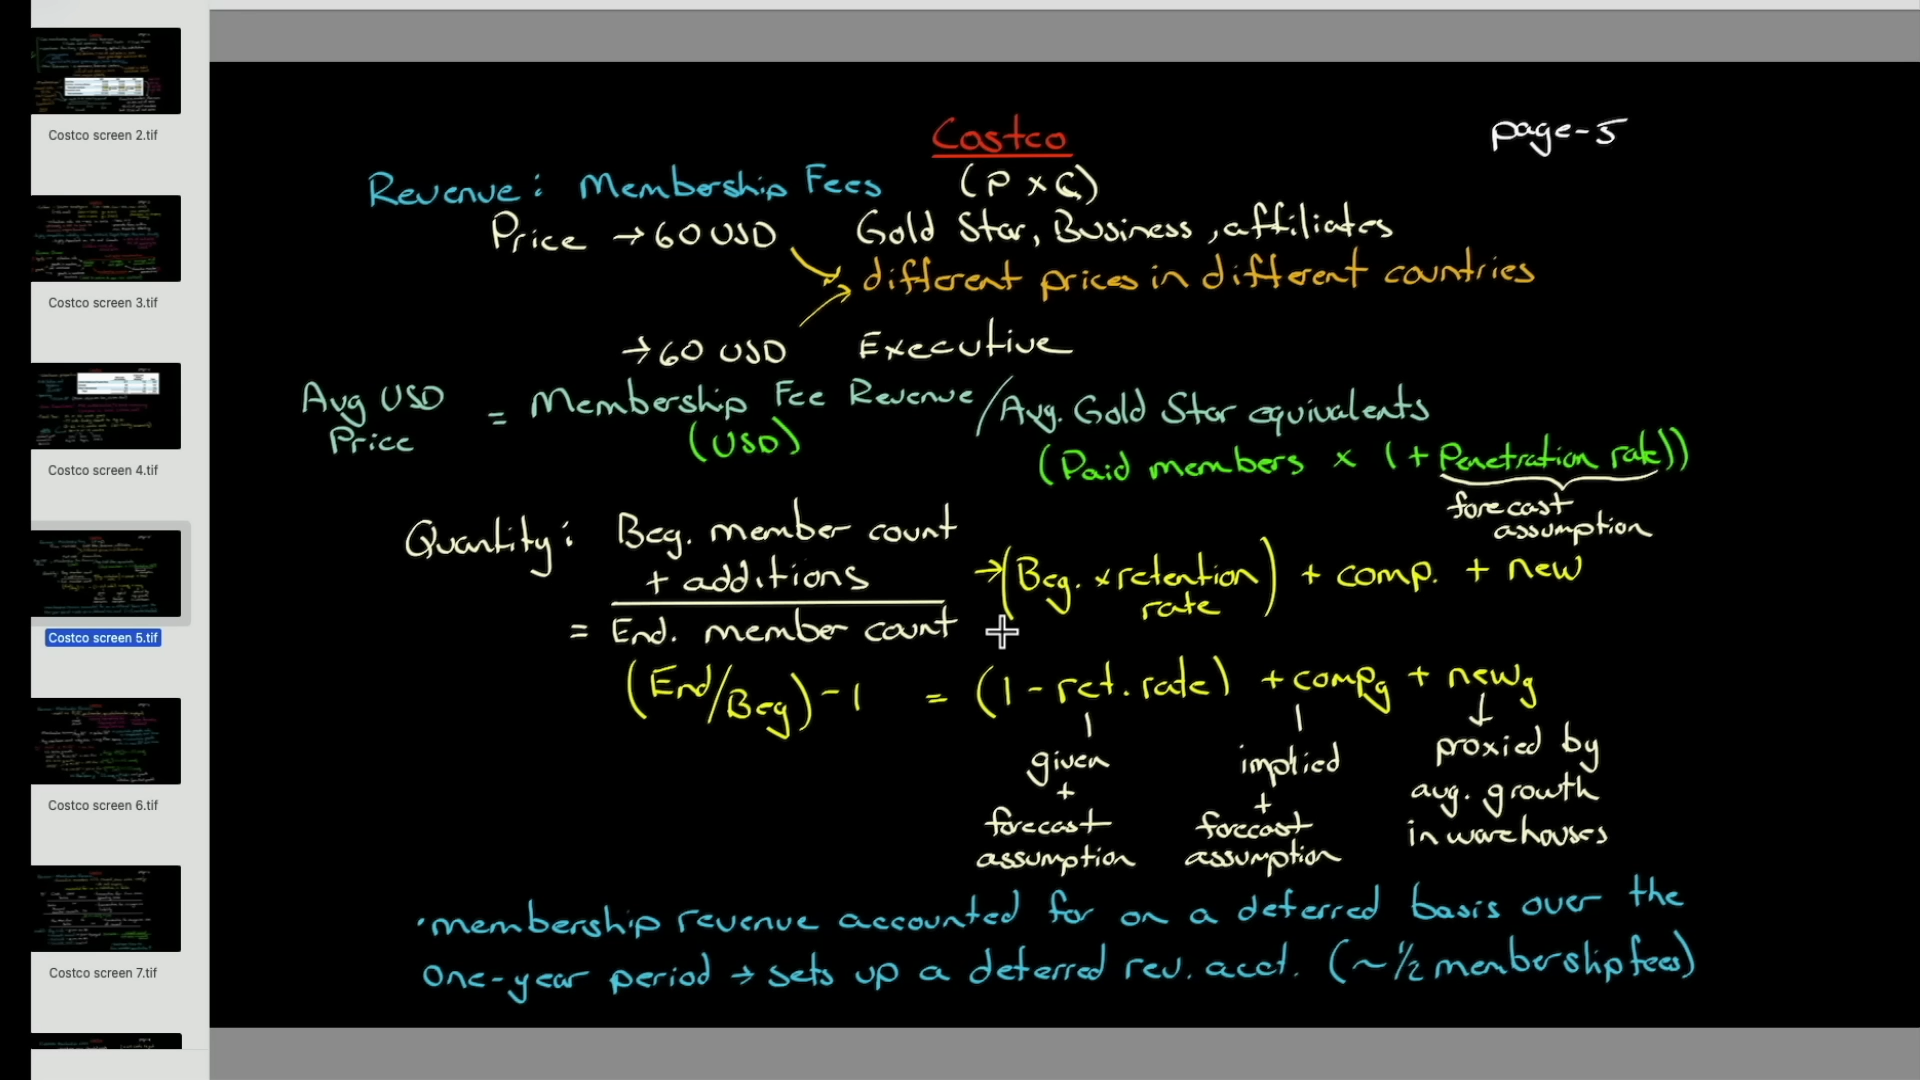 Costco
page-5
Revenue: Membership Fees (P x Q)
Price → 60 USD Gold Star, Business, affiliates
different prices in different countries
→ 60 USD Executive
Avg USD Price = Membership Fee Revenue / Avg. Gold Star equivalents
(USD)
(Paid members x (1 + Penetration rate))
forecast
assumption
Quantity: Beg. member count
+ additions → (Beg. x retention rate) + comp. + new
= End. member count
(End/Beg) - 1 = (1 - ret. rate) + compg + newg
given + forecast assumption
implied + forecast assumption
proxied by avg. growth in warehouses
• membership revenue accounted for on a deferred basis over the
one-year period → sets up a deferred rev. acct. (~1/2 membership fees)
Costco screen 2.tif
Costco screen 3.tif
Costco screen 4.tif
Costco screen 5.tif
Costco screen 6.tif
Costco screen 7.tif